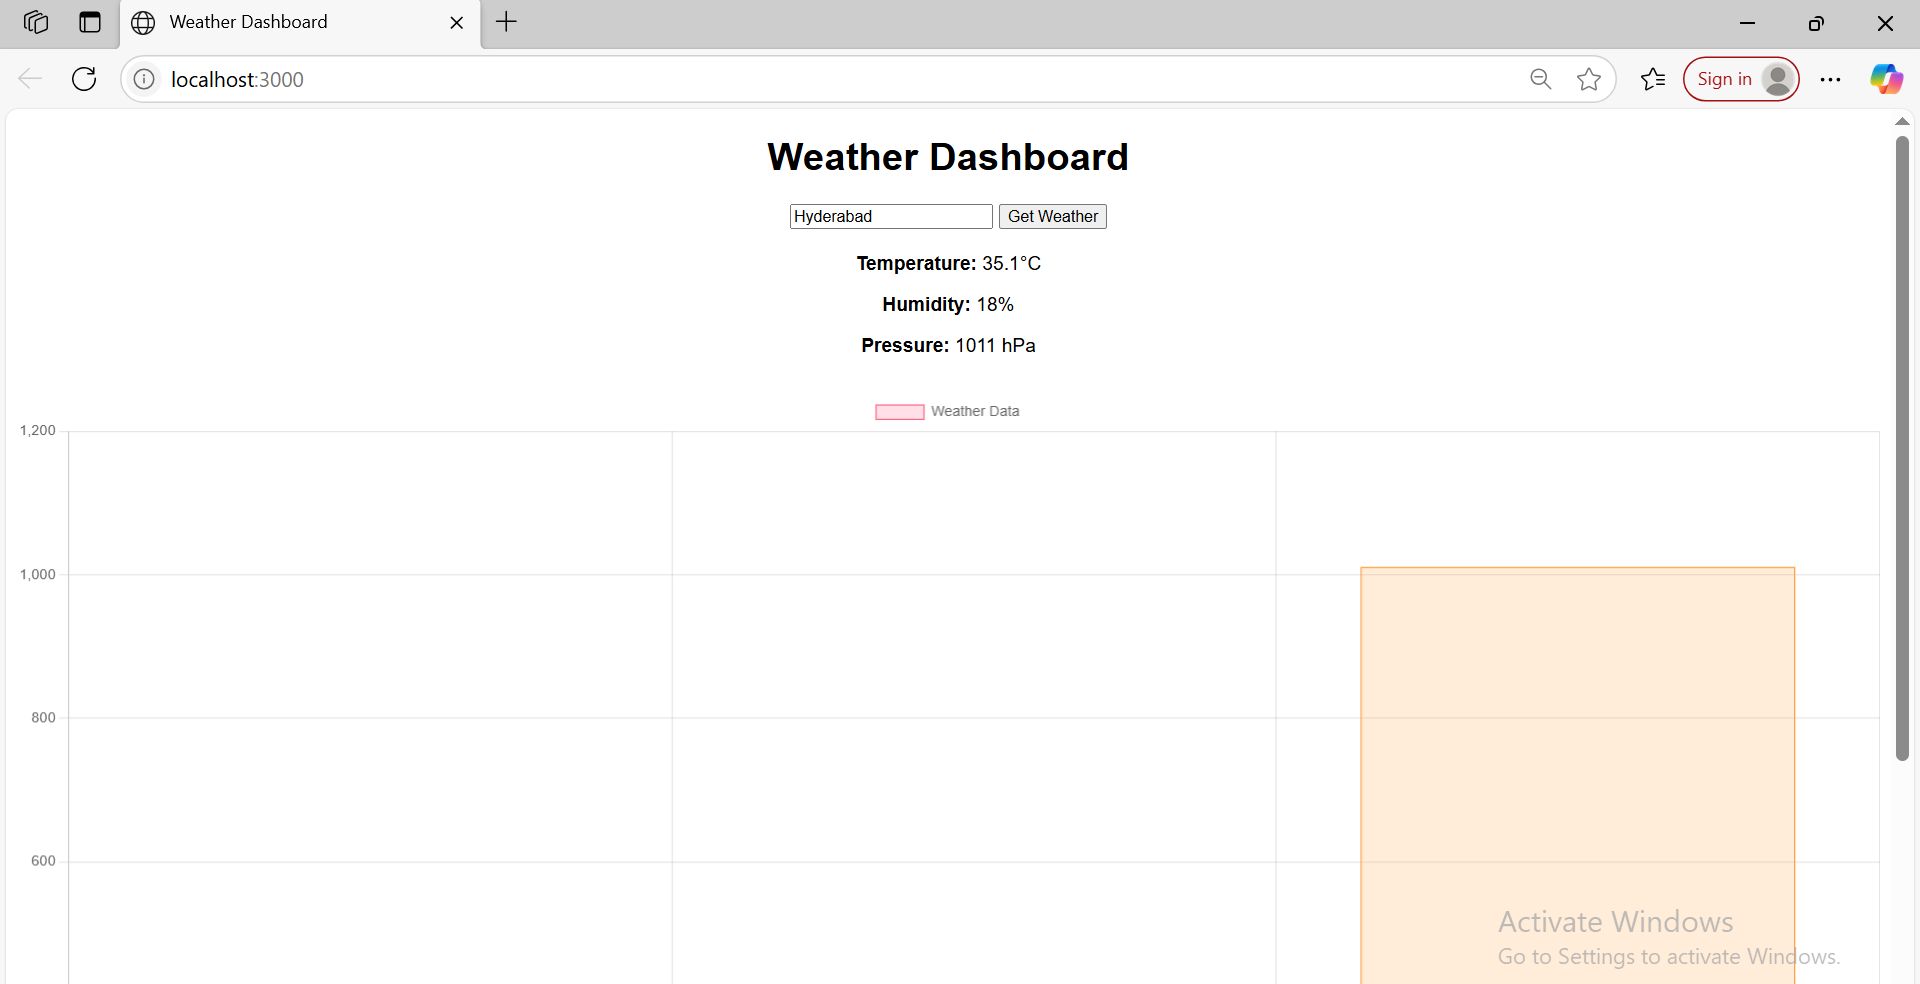 Weather Dashboard
localhost:3000
Sign in
Weather Dashboard
Hyderabad Get Weather
Temperature: 35.1°C
Humidity: 18%
Pressure: 1011 hPa
Weather Data
1,200
1,000
800
600
Activate Windows
Go to Settings to activate Windows.